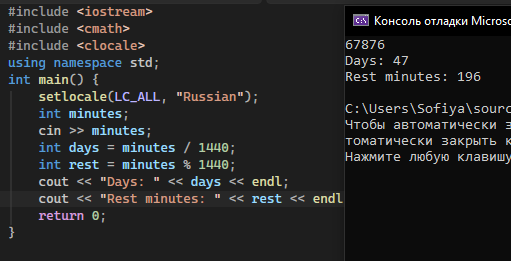 #include <iostream>
#include <cmath>
#include <clocale>
using namespace std;
int main() {
    setlocale(LC_ALL, "Russian");
    int minutes;
    cin >> minutes;
    int days = minutes / 1440;
    int rest = minutes % 1440;
    cout << "Days: " << days << endl;
    cout << "Rest minutes: " << rest << endl
    return 0;
}
Консоль отладки Microso
67876
Days: 47
Rest minutes: 196
C:\Users\Sofiya\sourc
Чтобы автоматически з
томатически закрыть к
Нажмите любую клавишу